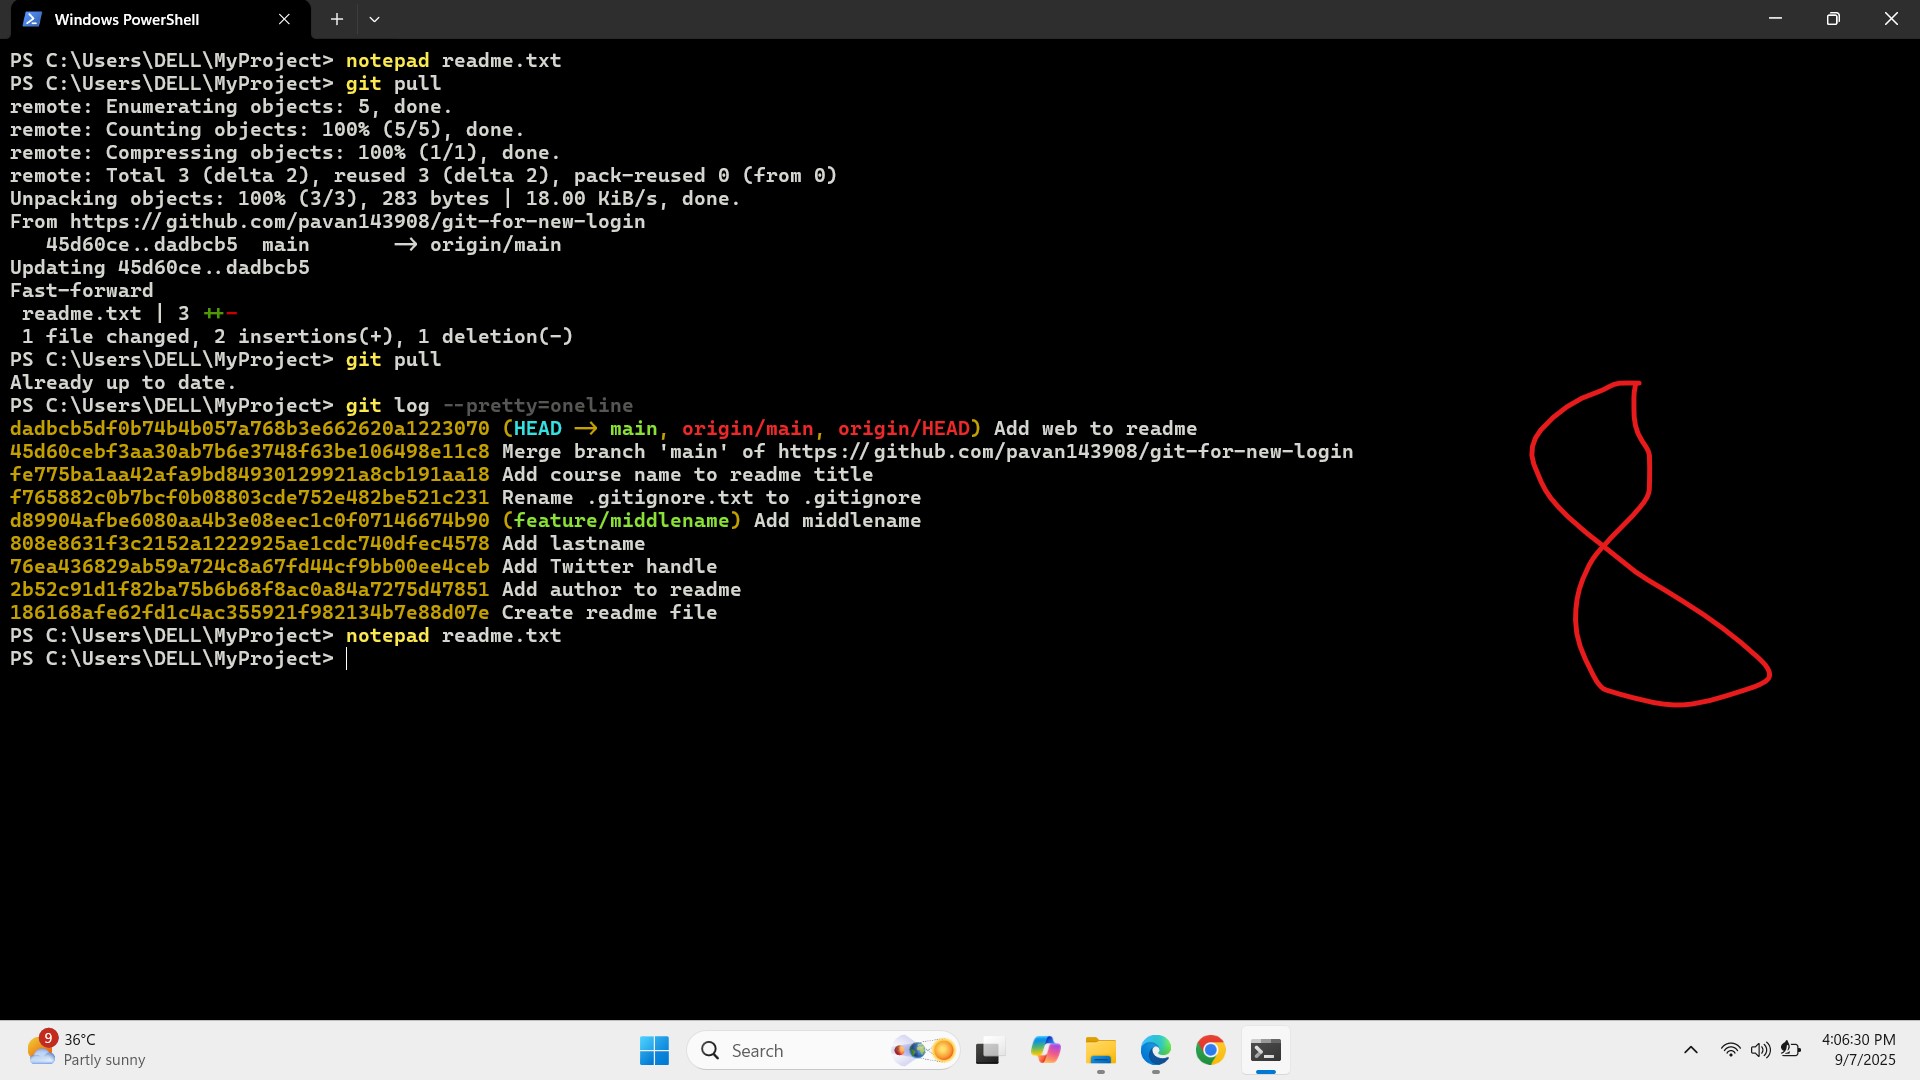 Windows PowerShell
PS C:\Users\DELL\MyProject> notepad readme.txt
PS C:\Users\DELL\MyProject> git pull
remote: Enumerating objects: 5, done.
remote: Counting objects: 100% (5/5), done.
remote: Compressing objects: 100% (1/1), done.
remote: Total 3 (delta 2), reused 3 (delta 2), pack-reused 0 (from 0)
Unpacking objects: 100% (3/3), 283 bytes | 18.00 KiB/s, done.
From https://github.com/pavan143908/git-for-new-login
   45d60ce..dadbcb5  main       -> origin/main
Updating 45d60ce..dadbcb5
Fast-forward
 readme.txt | 3 ++-
 1 file changed, 2 insertions(+), 1 deletion(-)
PS C:\Users\DELL\MyProject> git pull
Already up to date.
PS C:\Users\DELL\MyProject> git log --pretty=oneline
dadbcb5df0b74b4b057a768b3e662620a1223070 (HEAD -> main, origin/main, origin/HEAD) Add web to readme
45d60cebf3aa30ab7b6e3748f63be106498e11c8 Merge branch 'main' of https://github.com/pavan143908/git-for-new-login
fe775ba1aa42afa9bd84930129921a8cb191aa18 Add course name to readme title
f765882c0b7bcf0b08803cde752e482be521c231 Rename .gitignore.txt to .gitignore
d89904afbe6080aa4b3e08eec1c0f07146674b90 (feature/middlename) Add middlename
808e8631f3c2152a1222925ae1cdc740dfec4578 Add lastname
76ea436829ab59a724c8a67fd44cf9bb00ee4ceb Add Twitter handle
2b52c91d1f82ba75b6b68f8ac0a84a7275d47851 Add author to readme
186168afe62fd1c4ac355921f982134b7e88d07e Create readme file
PS C:\Users\DELL\MyProject> notepad readme.txt
PS C:\Users\DELL\MyProject>
8
9
36°C
Partly sunny
Search
4:06:30 PM
9/7/2025